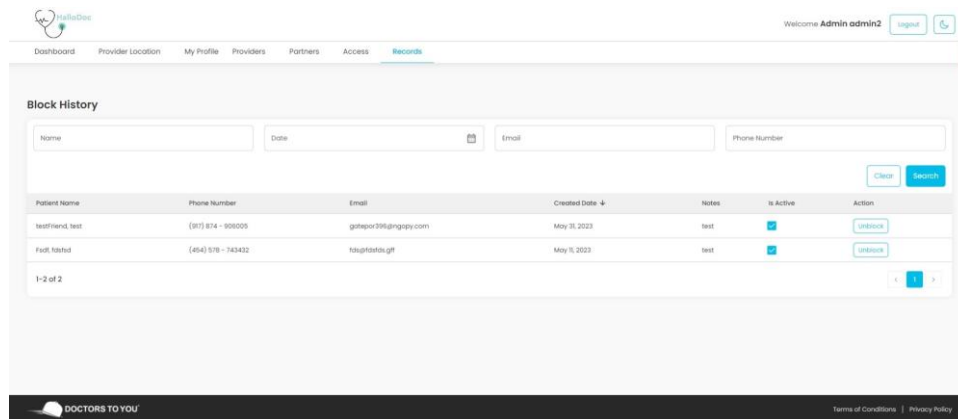 HalloDoc
Welcome Admin admin2 Logout
Dashboard Provider Location My Profile Providers Partners Access Records
Block History
Name Date Email Phone Number
Clear Search
Patient Name Phone Number Email Created Date ↓ Notes Is Active Action
testFriend, test (917) 874 - 906005 gatepor396@ngopy.com May 31, 2023 test Unblock
Fsdf, fdsfsd (454) 578 - 743432 fds@fdsfds.gff May 11, 2023 test Unblock
1-2 of 2 < 1 >
DOCTORS TO YOU Terms of Conditions | Privacy Policy